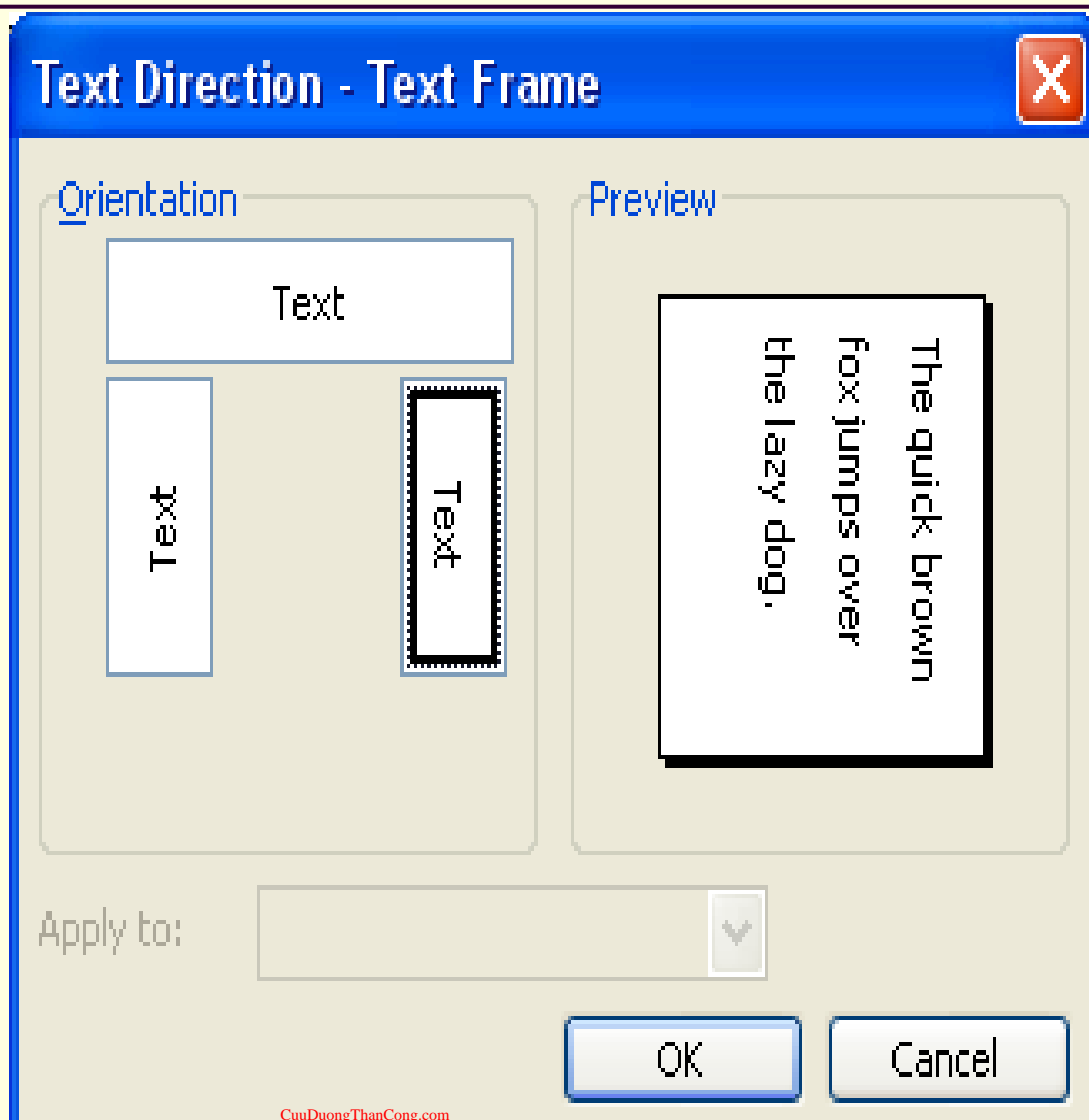 Text Direction - Text Frame
Orientation
Text
Text
Text
Preview
The quick brown
fox jumps over
the lazy dog.
Apply to:
OK
Cancel
CuuDuongThanCong.com